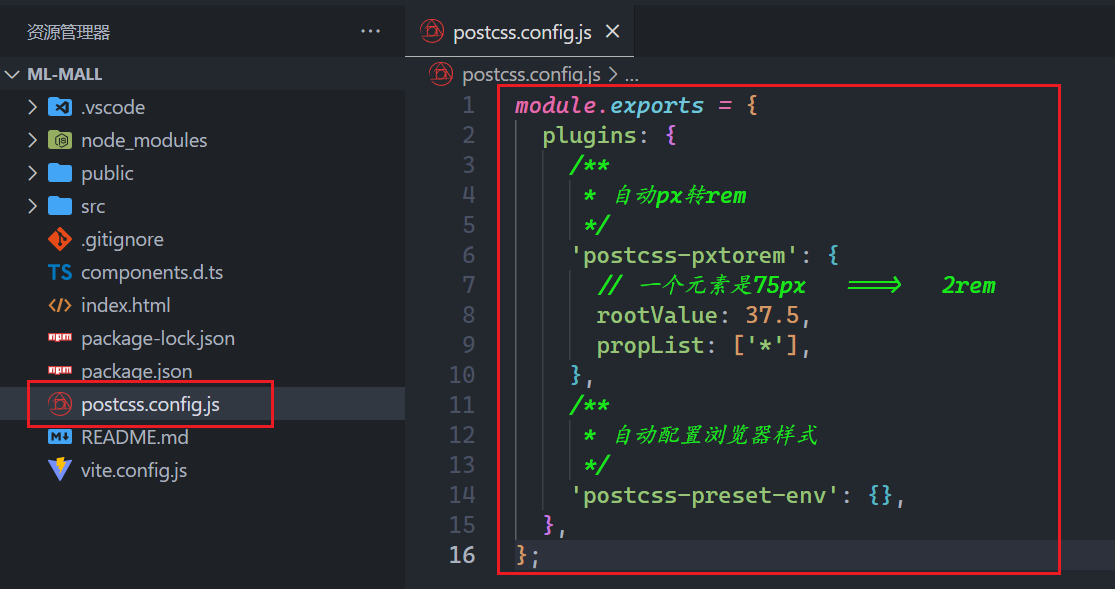 资源管理器 ···
postcss.config.js ×
ML-MALL
postcss.config.js > ...
.vscode
node_modules
public
src
.gitignore
TS components.d.ts
index.html
package-lock.json
package.json
postcss.config.js
README.md
vite.config.js
1 module.exports = {
2 plugins: {
3 /**
4 * 自动px转rem
5 */
6 'postcss-pxtorem': {
7 // 一个元素是75px ===> 2rem
8 rootValue: 37.5,
9 propList: ['*'],
10 },
11 /**
12 * 自动配置浏览器样式
13 */
14 'postcss-preset-env': {},
15 },
16 };